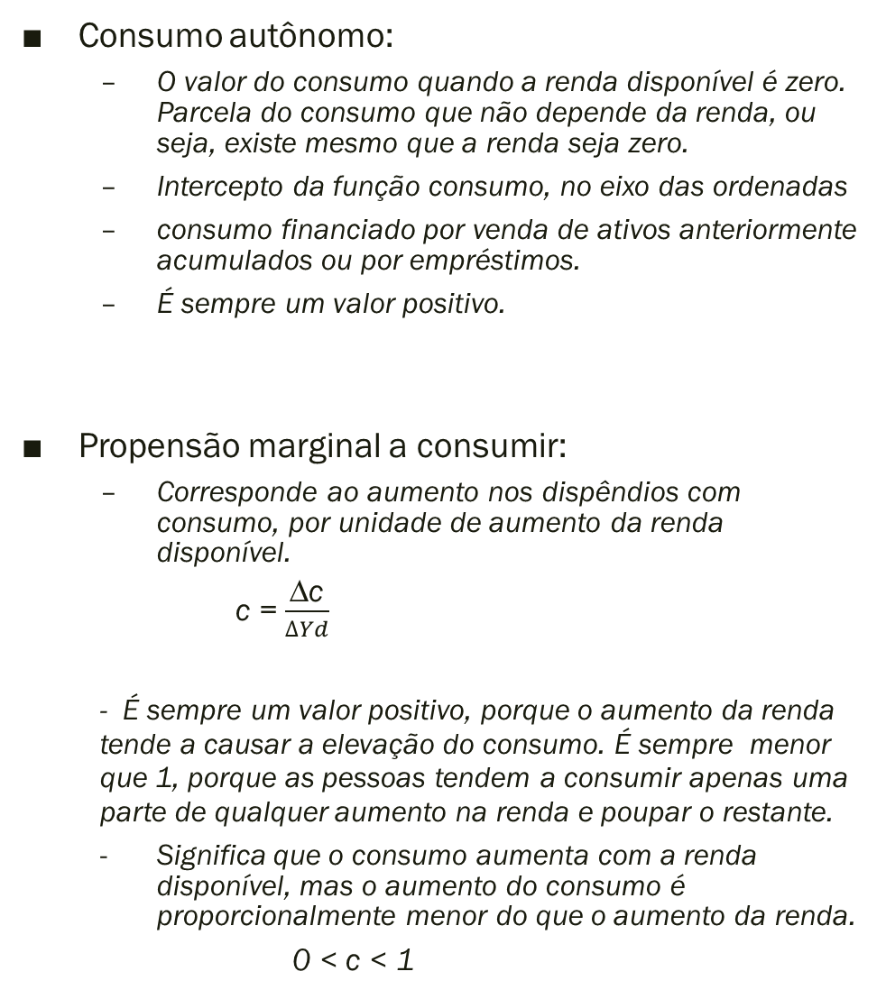 ■ Consumo autônomo:
– O valor do consumo quando a renda disponível é zero.
Parcela do consumo que não depende da renda, ou
seja, existe mesmo que a renda seja zero.
– Intercepto da função consumo, no eixo das ordenadas
– consumo financiado por venda de ativos anteriormente
acumulados ou por empréstimos.
– É sempre um valor positivo.
■ Propensão marginal a consumir:
– Corresponde ao aumento nos dispêndios com
consumo, por unidade de aumento da renda
disponível.
c = Δc / ΔYd
- É sempre um valor positivo, porque o aumento da renda
tende a causar a elevação do consumo. É sempre menor
que 1, porque as pessoas tendem a consumir apenas uma
parte de qualquer aumento na renda e poupar o restante.
- Significa que o consumo aumenta com a renda
disponível, mas o aumento do consumo é
proporcionalmente menor do que o aumento da renda.
0 < c < 1